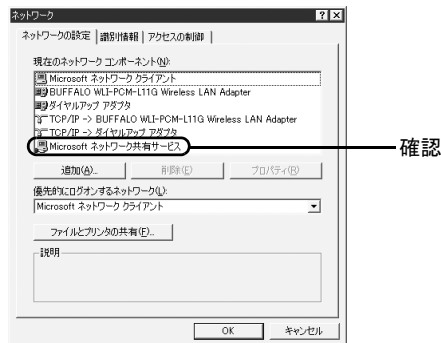 ネットワーク
ネットワークの設定 識別情報 アクセスの制御
現在のネットワーク コンポーネント(N):
Microsoft ネットワーク クライアント
BUFFALO WLI-PCM-L11G Wireless LAN Adapter
ダイヤルアップ アダプタ
TCP/IP -> BUFFALO WLI-PCM-L11G Wireless LAN Adapter
TCP/IP -> ダイヤルアップ アダプタ
Microsoft ネットワーク共有サービス
確認
追加(A)... 削除(E) プロパティ(R)
優先的にログオンするネットワーク(L):
Microsoft ネットワーク クライアント
ファイルとプリンタの共有(F)...
説明
OK キャンセル